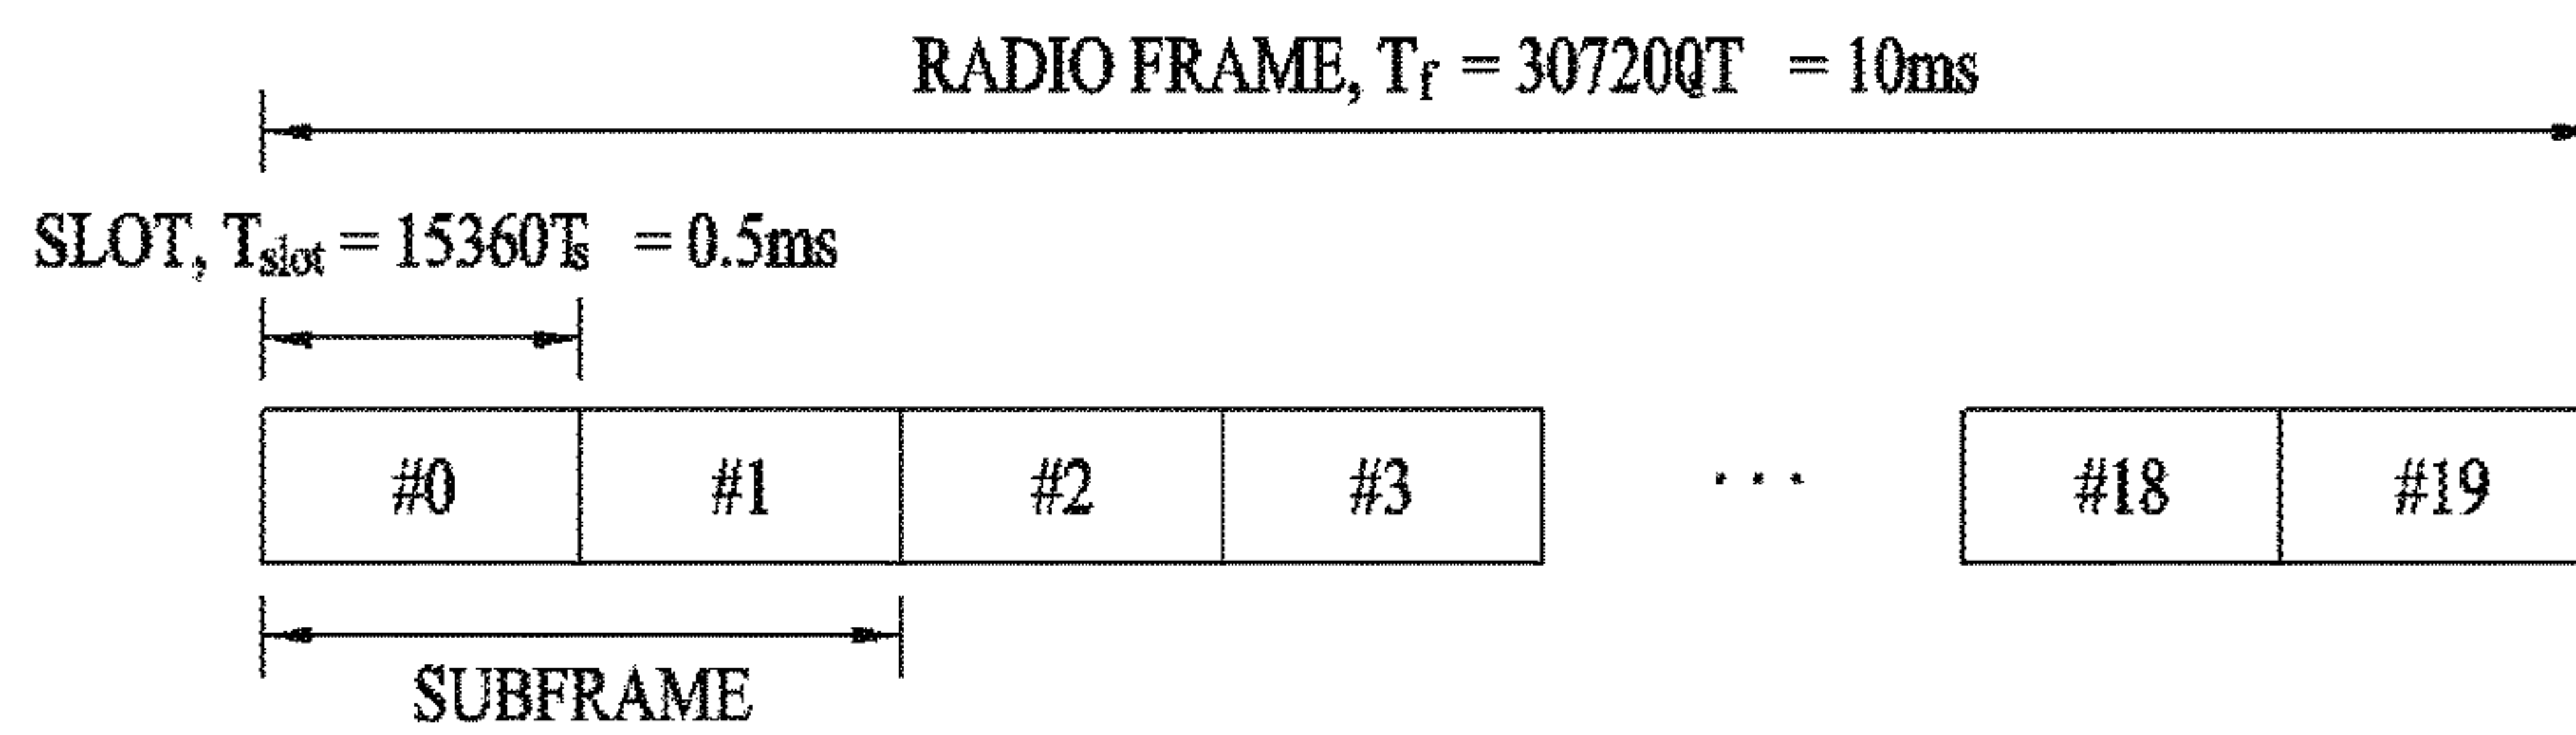 RADIO FRAME, Tf = 307200T = 10ms
SLOT, Tslot = 15360Ts = 0.5ms
#0 #1 #2 #3 ... #18 #19
SUBFRAME